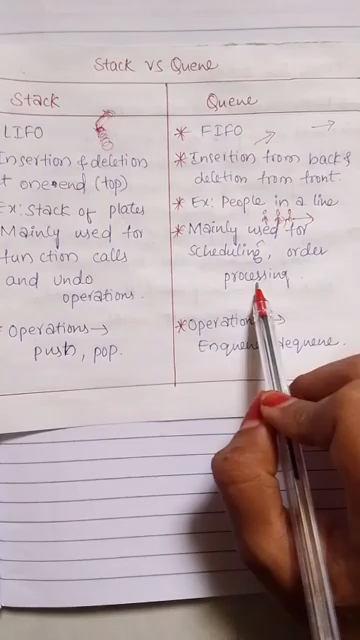 Stack vs Queue
Stack
LIFO
Insertion & deletion
at one end (top)
Ex: Stack of plates
Mainly used for
function calls
and undo
operations.
* Operations →
push, pop.
Queue
* FIFO
* Insertion from back &
deletion from front.
* Ex: People in a line
* Mainly used for
scheduling, order
processing.
* Operation →
Enqueue